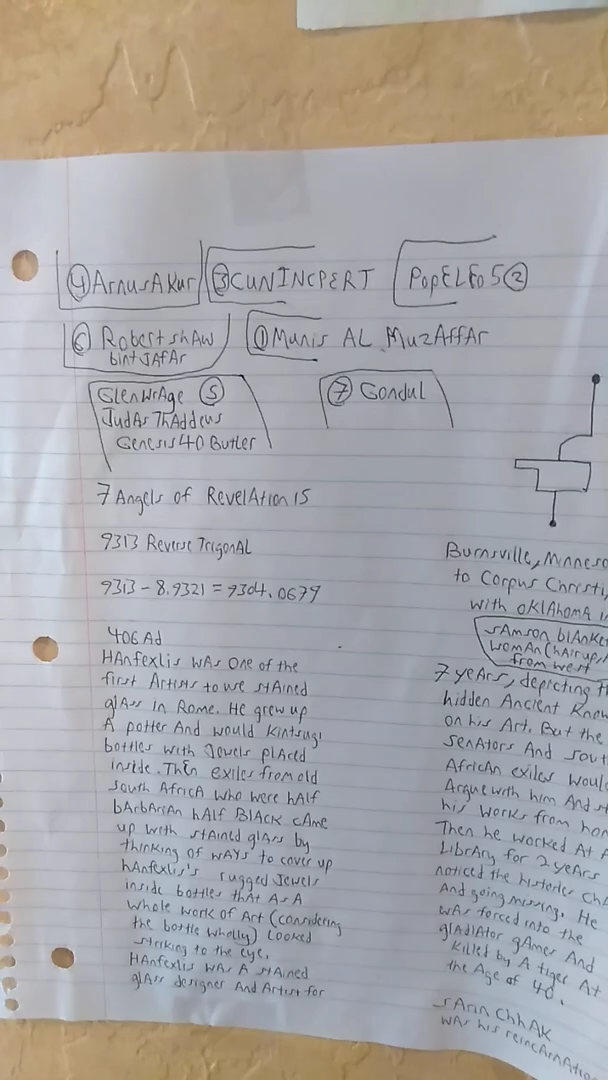 ④ ArnusAkur ③ CUNINCPERT PopELFo5 ②
⑥ Robert shAw ① Munis AL MuzAffAr
bint JAfAr
GlenWrAge ⑤ ⑦ Gondul
JudAs ThAddeus
Genesis 40 Butler
7 Angels of RevelAtion 15
9313 Reverse TrigonAL
9313 - 8.9321 = 9304.0679
406 Ad
HAnfexlis wAs one of the
first Artists to use stAined
glAss in Rome. He grew up
A potter And would Kintsugi
bottles with Jewels plAced
inside. Then exiles from old
South AfricA who were hAlf
bArbAriAn hAlf BlAck cAme
up with stAined glAss by
thinking of wAys to cover up
hAnfexlis's rugged Jewels
inside bottles thAt As A
whole work of Art (considering
the bottle wholly) looked
striking to the eye.
HAnfexlis wAs A stAined
glAss designer And Artist for
Burnsville, Minneso
to Corpus Christi,
with OKlAhomA i
SAmson blAnke
womAn ChAirup
from west
7 yeArs, depicting t
hidden Ancient Know
on his Art. But the
SenAtors And sout
AfricAn exiles would
Argue with him And st
his works from hom
Then he worked At A
LibrAry for 2 yeArs
noticed the histories ch
And going missing. He
wAs forced into the
glAdiAtor gAmes And
Killed by A tiger At
the Age of 40.
SArin ChhAk
wAs his reincArnAtio